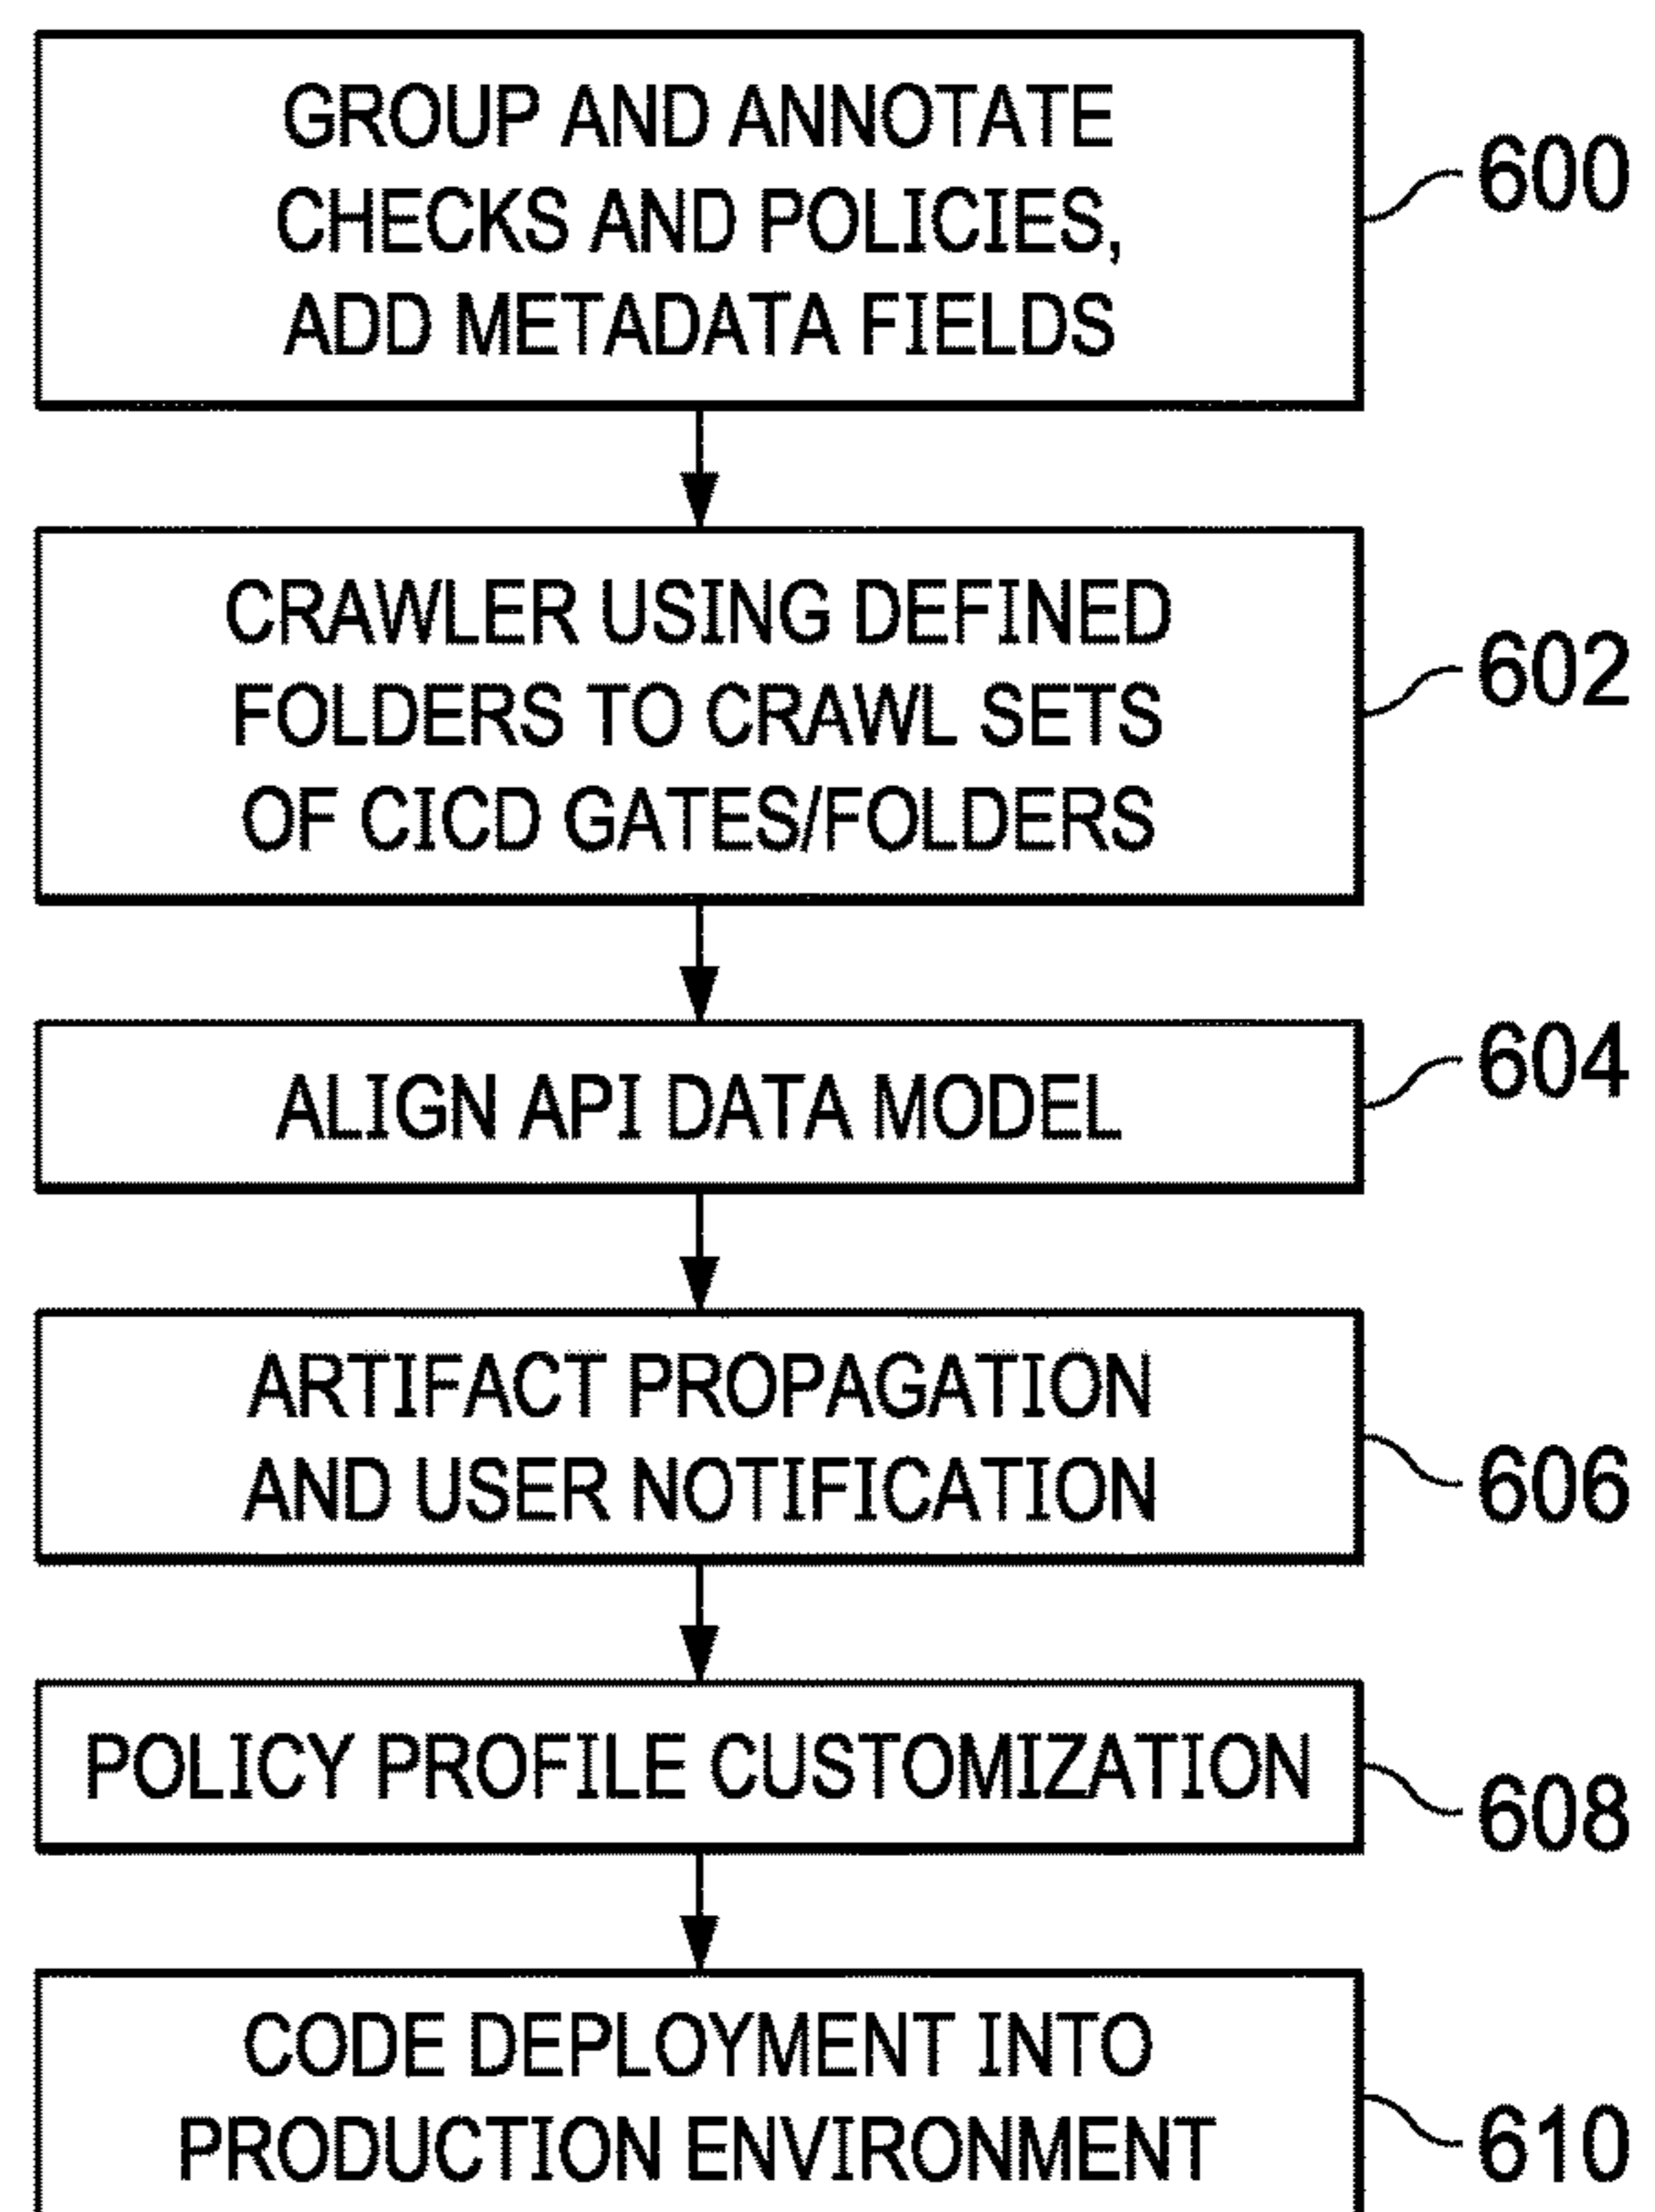 GROUP AND ANNOTATE
CHECKS AND POLICIES,
ADD METADATA FIELDS
600
CRAWLER USING DEFINED
FOLDERS TO CRAWL SETS
OF CICD GATES/FOLDERS
602
ALIGN API DATA MODEL
604
ARTIFACT PROPAGATION
AND USER NOTIFICATION
606
POLICY PROFILE CUSTOMIZATION
608
CODE DEPLOYMENT INTO
PRODUCTION ENVIRONMENT
610